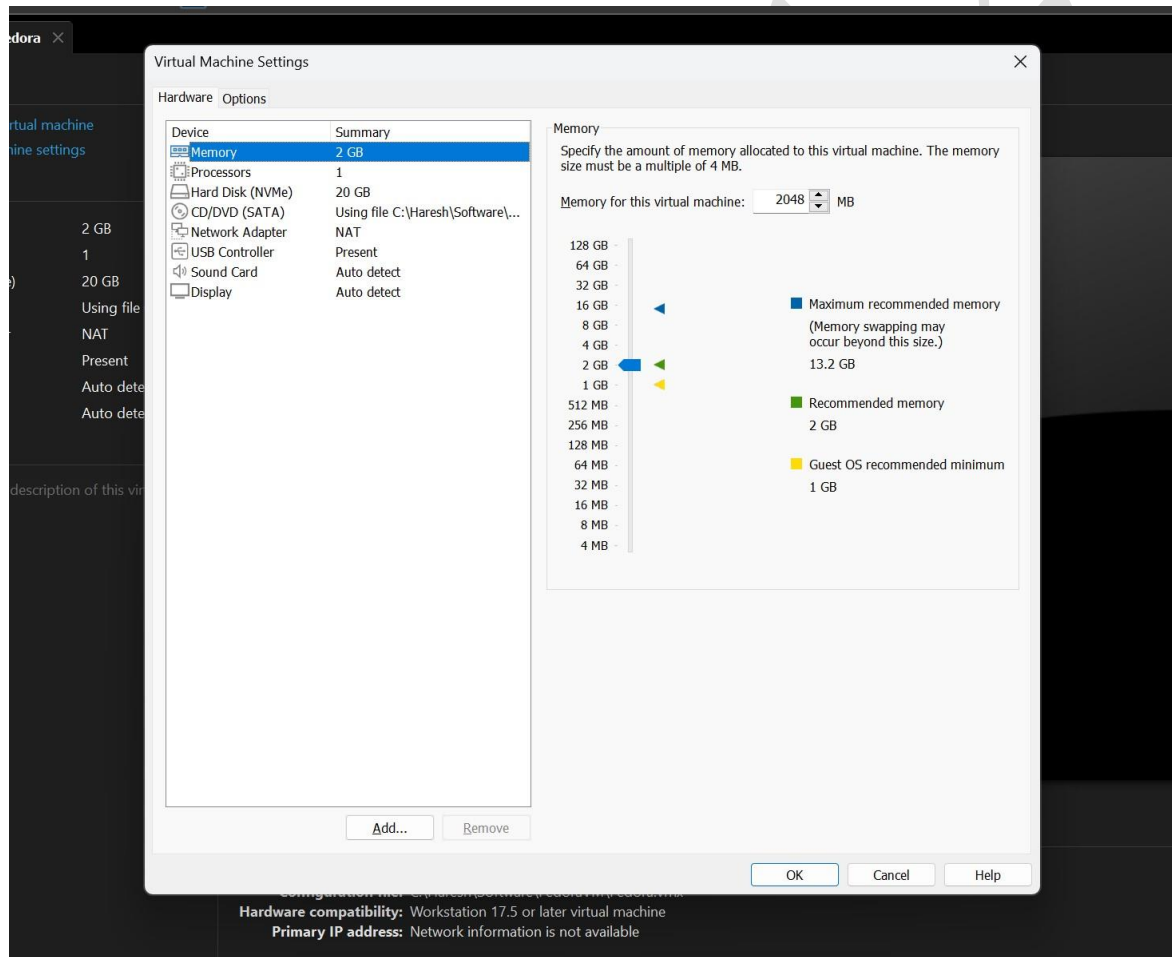 edora
Virtual Machine Settings
Hardware Options
rtual machine
hine settings
2 GB
1
20 GB
Using file
NAT
Present
Auto dete
Auto dete
description of this vir
Device Summary
Memory 2 GB
Processors 1
Hard Disk (NVMe) 20 GB
CD/DVD (SATA) Using file C:\Haresh\Software\...
Network Adapter NAT
USB Controller Present
Sound Card Auto detect
Display Auto detect
Add... Remove
Memory
Specify the amount of memory allocated to this virtual machine. The memory
size must be a multiple of 4 MB.
Memory for this virtual machine: 2048 MB
128 GB
64 GB
32 GB
16 GB
8 GB
4 GB
2 GB
1 GB
512 MB
256 MB
128 MB
64 MB
32 MB
16 MB
8 MB
4 MB
Maximum recommended memory
(Memory swapping may
occur beyond this size.)
13.2 GB
Recommended memory
2 GB
Guest OS recommended minimum
1 GB
OK Cancel Help
Hardware compatibility: Workstation 17.5 or later virtual machine
Primary IP address: Network information is not available